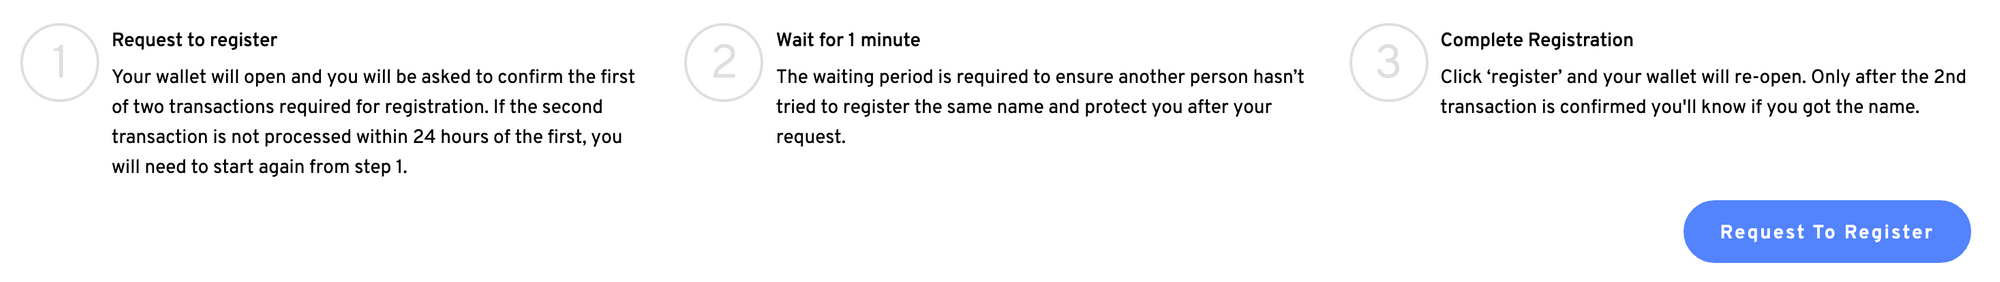 1
Request to register
Your wallet will open and you will be asked to confirm the first
of two transactions required for registration. If the second
transaction is not processed within 24 hours of the first, you
will need to start again from step 1.
2
Wait for 1 minute
The waiting period is required to ensure another person hasn’t
tried to register the same name and protect you after your
request.
3
Complete Registration
Click ‘register’ and your wallet will re-open. Only after the 2nd
transaction is confirmed you'll know if you got the name.
Request To Register